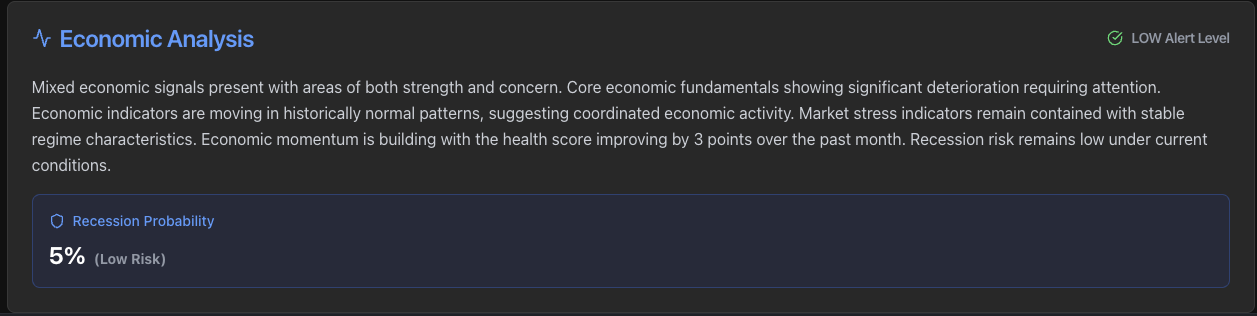 Economic Analysis
LOW Alert Level
Mixed economic signals present with areas of both strength and concern. Core economic fundamentals showing significant deterioration requiring attention.
Economic indicators are moving in historically normal patterns, suggesting coordinated economic activity. Market stress indicators remain contained with stable
regime characteristics. Economic momentum is building with the health score improving by 3 points over the past month. Recession risk remains low under current
conditions.
Recession Probability
5% (Low Risk)